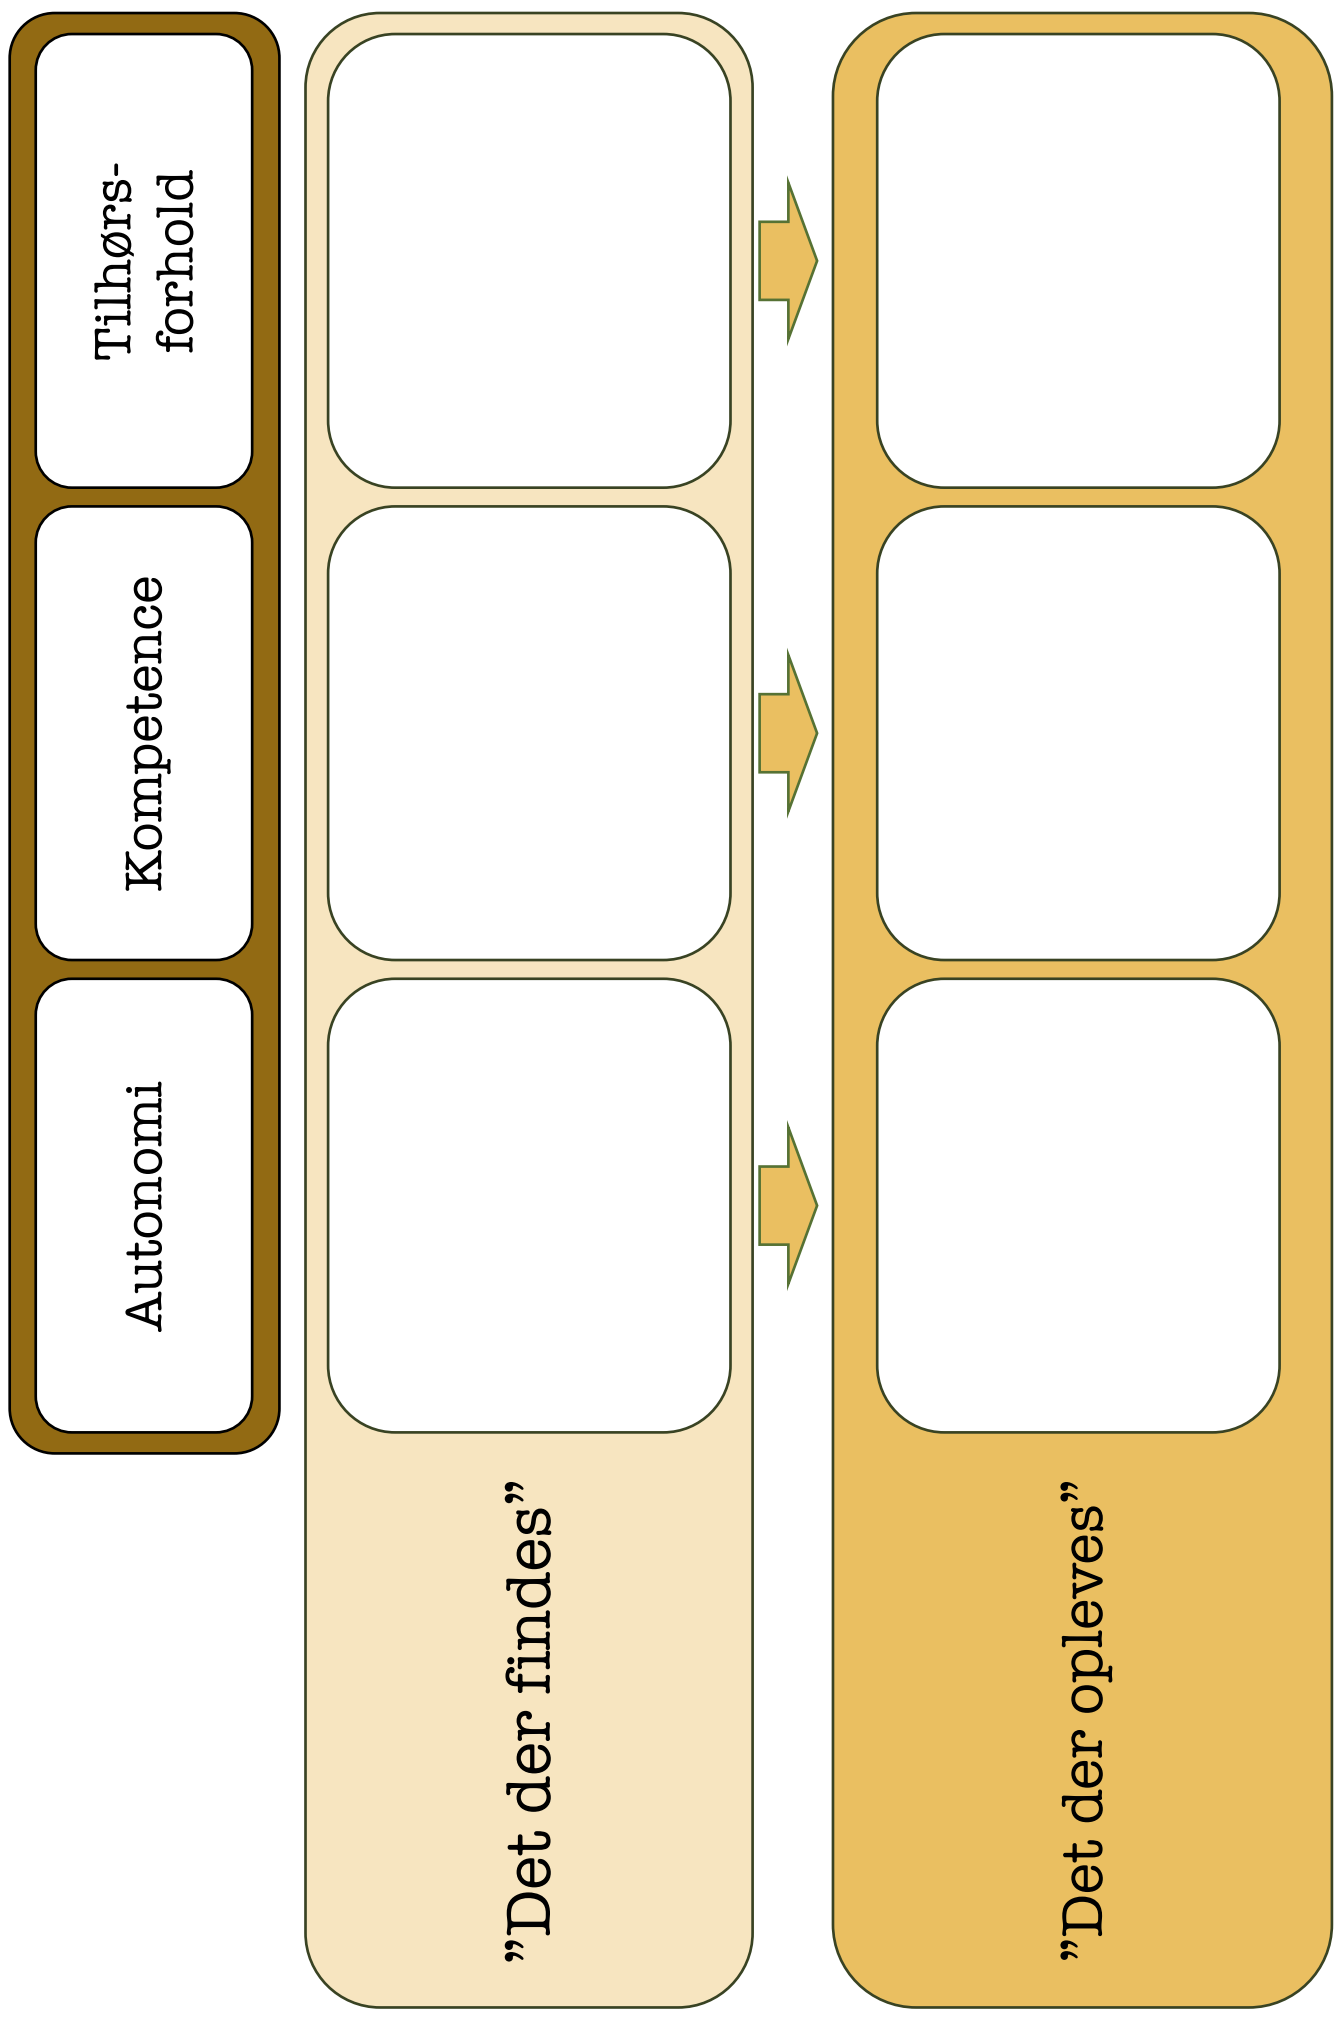 Autonomi
Kompetence
Tilhørs-
forhold
”Det der findes”
”Det der opleves”